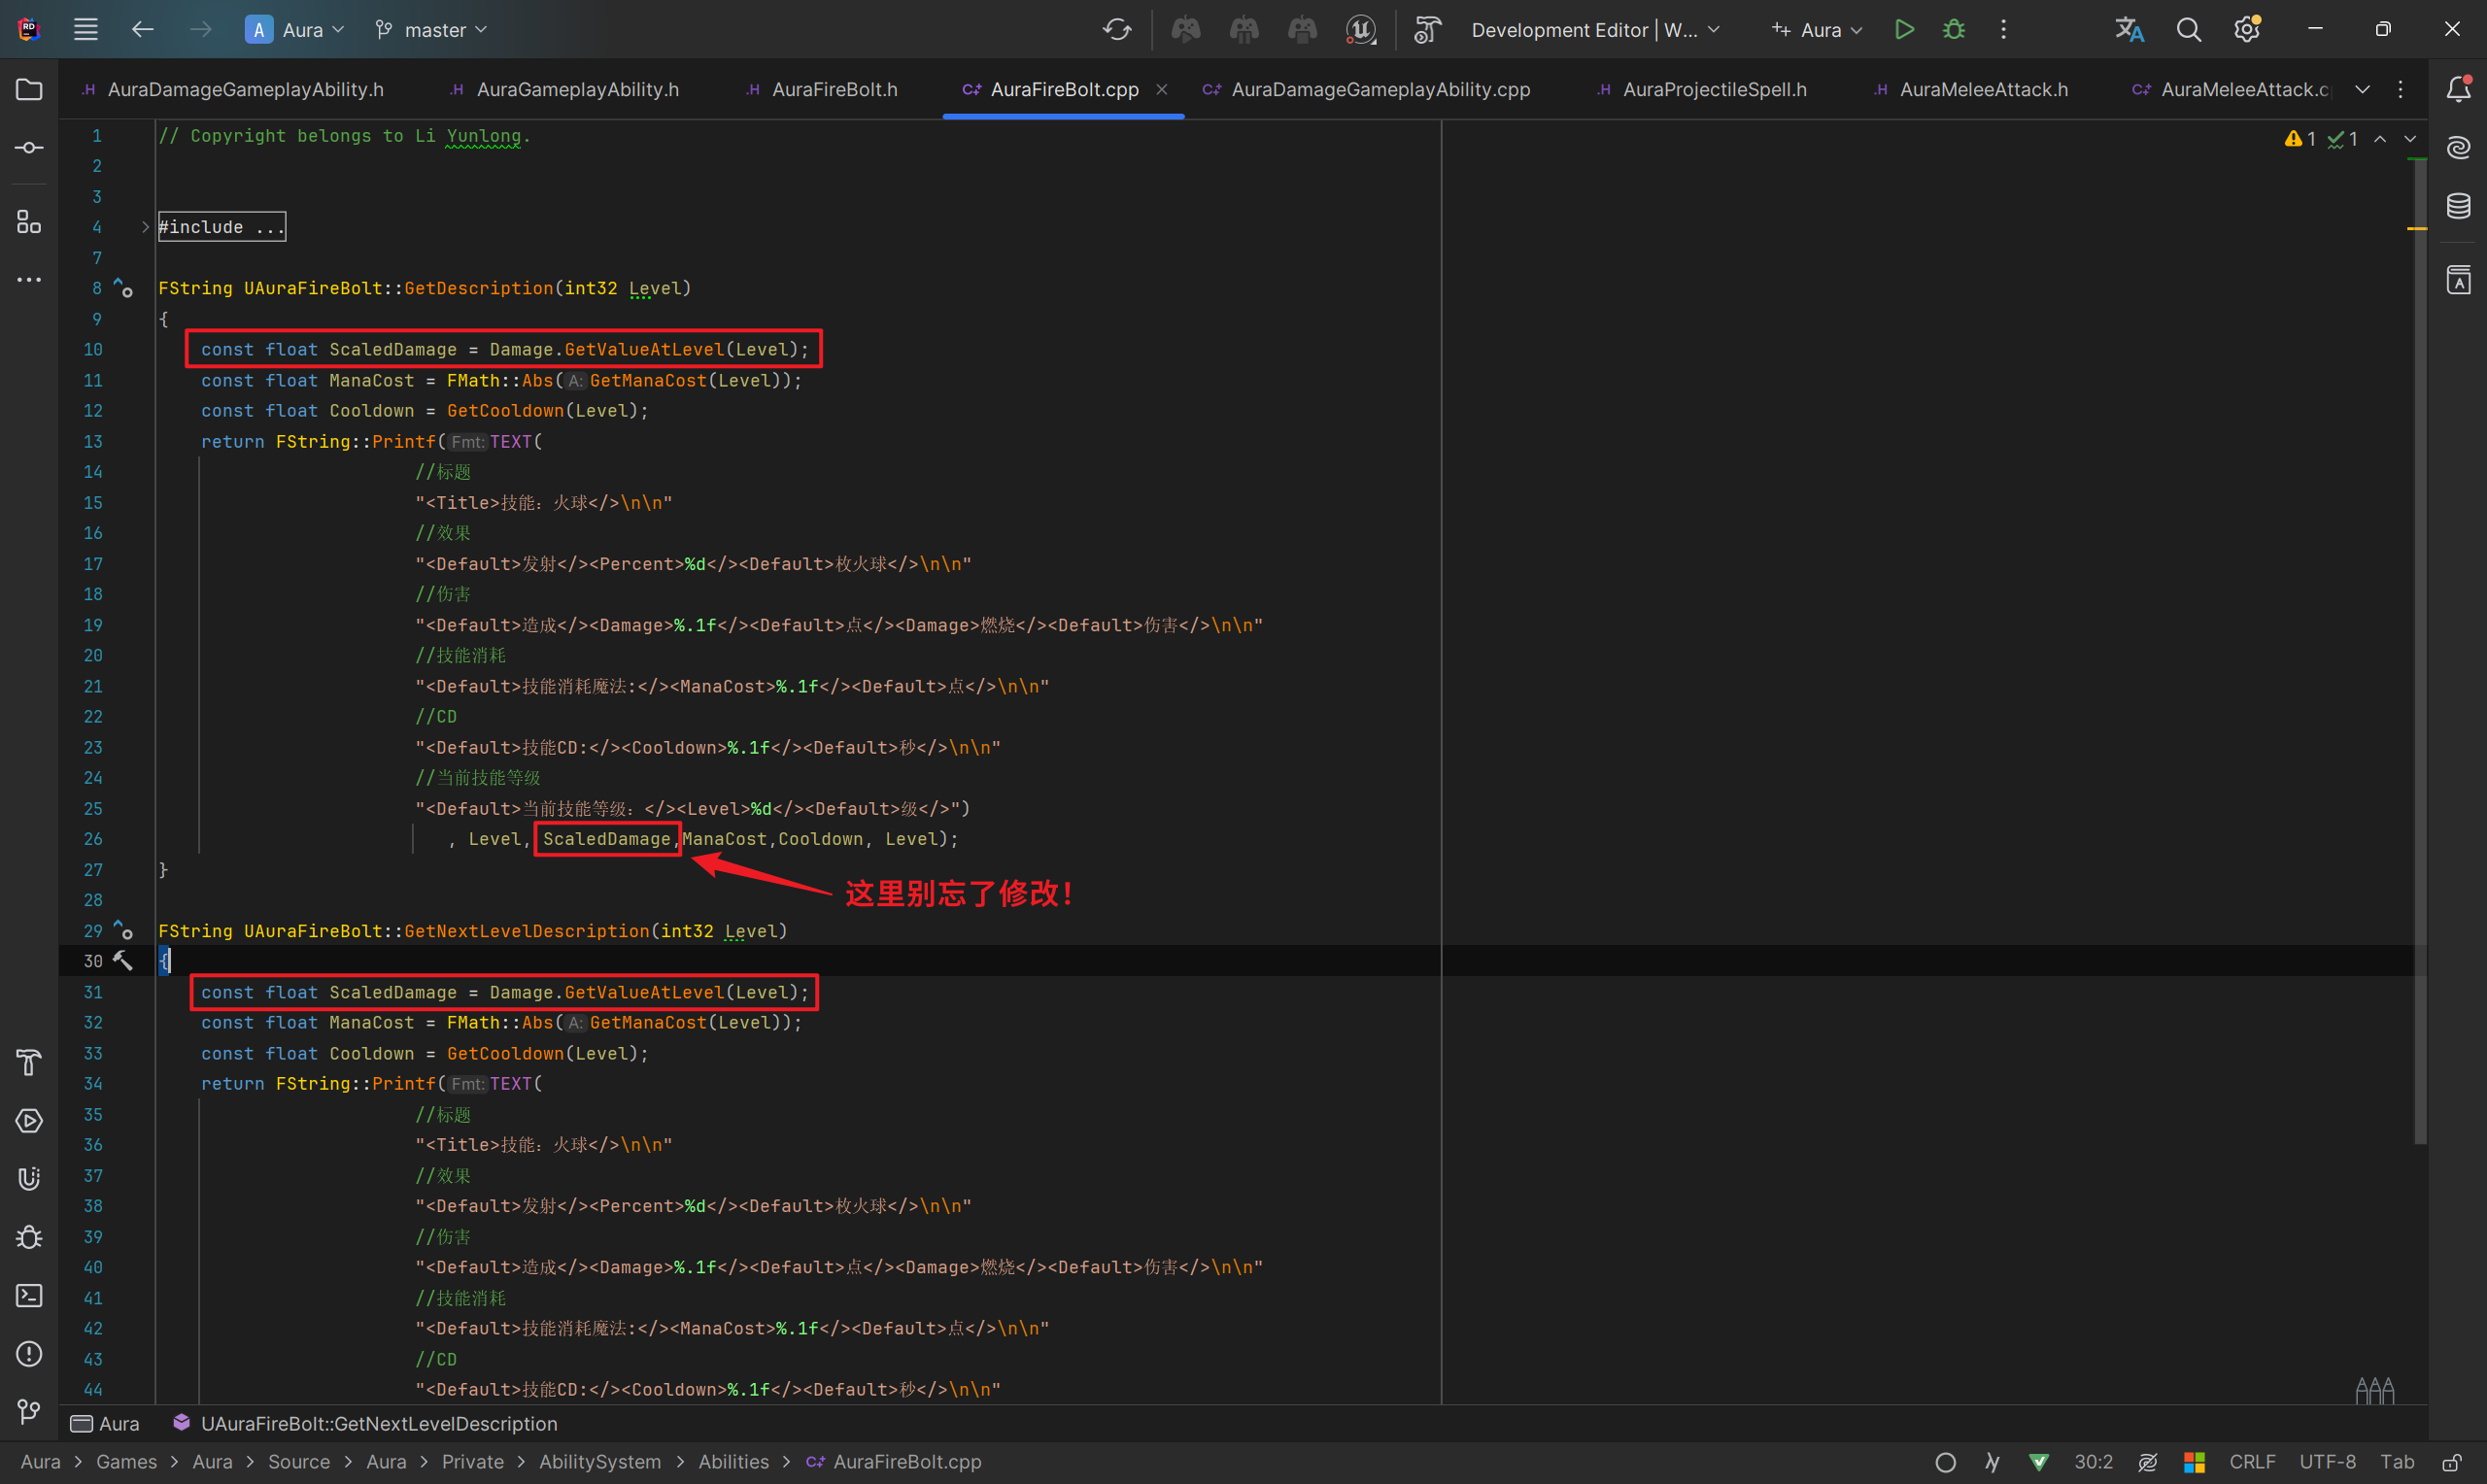 Aura master Development Editor | W... Aura
AuraDamageGameplayAbility.h AuraGameplayAbility.h AuraFireBolt.h AuraFireBolt.cpp AuraDamageGameplayAbility.cpp AuraProjectileSpell.h AuraMeleeAttack.h AuraMeleeAttack.c
1 // Copyright belongs to Li Yunlong. 1 1
2
3
4 #include ...
7
8 FString UAuraFireBolt::GetDescription(int32 Level)
9 {
10 const float ScaledDamage = Damage.GetValueAtLevel(Level);
11 const float ManaCost = FMath::Abs(A:GetManaCost(Level));
12 const float Cooldown = GetCooldown(Level);
13 return FString::Printf(Fmt:TEXT(
14 //标题
15 "<Title>技能：火球</>\n\n"
16 //效果
17 "<Default>发射</><Percent>%d</><Default>枚火球</>\n\n"
18 //伤害
19 "<Default>造成</><Damage>%.1f</><Default>点</><Damage>燃烧</><Default>伤害</>\n\n"
20 //技能消耗
21 "<Default>技能消耗魔法:</><ManaCost>%.1f</><Default>点</>\n\n"
22 //CD
23 "<Default>技能CD:</><Cooldown>%.1f</><Default>秒</>\n\n"
24 //当前技能等级
25 "<Default>当前技能等级：</><Level>%d</><Default>级</>")
26 , Level, ScaledDamage,ManaCost,Cooldown, Level);
27 }
这里别忘了修改！
28
29 FString UAuraFireBolt::GetNextLevelDescription(int32 Level)
30 {
31 const float ScaledDamage = Damage.GetValueAtLevel(Level);
32 const float ManaCost = FMath::Abs(A:GetManaCost(Level));
33 const float Cooldown = GetCooldown(Level);
34 return FString::Printf(Fmt:TEXT(
35 //标题
36 "<Title>技能：火球</>\n\n"
37 //效果
38 "<Default>发射</><Percent>%d</><Default>枚火球</>\n\n"
39 //伤害
40 "<Default>造成</><Damage>%.1f</><Default>点</><Damage>燃烧</><Default>伤害</>\n\n"
41 //技能消耗
42 "<Default>技能消耗魔法:</><ManaCost>%.1f</><Default>点</>\n\n"
43 //CD
44 "<Default>技能CD:</><Cooldown>%.1f</><Default>秒</>\n\n"
Aura UAuraFireBolt::GetNextLevelDescription
Aura > Games > Aura > Source > Aura > Private > AbilitySystem > Abilities > AuraFireBolt.cpp 30:2 CRLF UTF-8 Tab